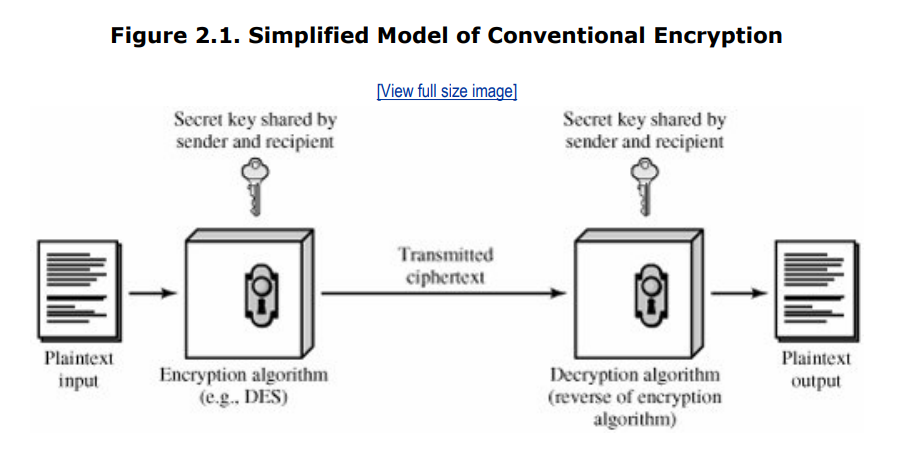 Figure 2.1. Simplified Model of Conventional Encryption
[View full size image]
Secret key shared by
sender and recipient
Secret key shared by
sender and recipient
Transmitted
ciphertext
Plaintext
input
Encryption algorithm
(e.g., DES)
Decryption algorithm
(reverse of encryption
algorithm)
Plaintext
output